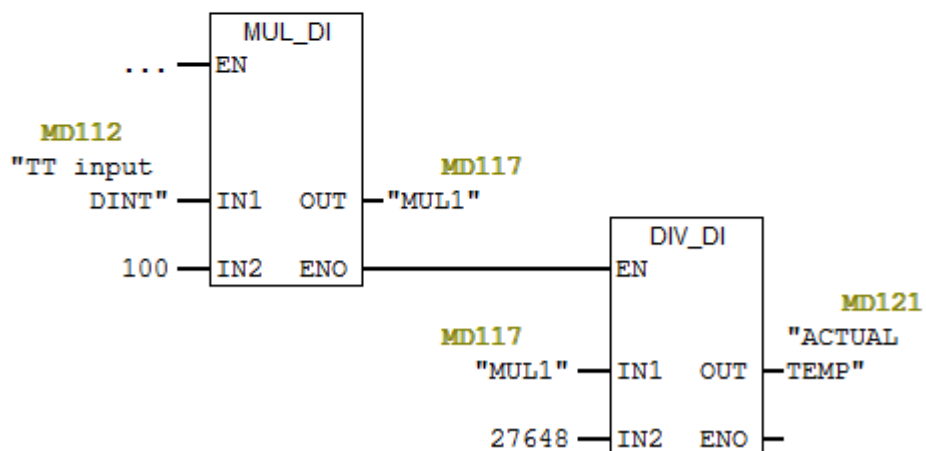 MUL_DI
... EN
MD112
"TT input
DINT" IN1 OUT "MUL1"
MD117
100 IN2 ENO
DIV_DI
EN
MD117
"MUL1" IN1 OUT
MD121
"ACTUAL
TEMP"
27648 IN2 ENO